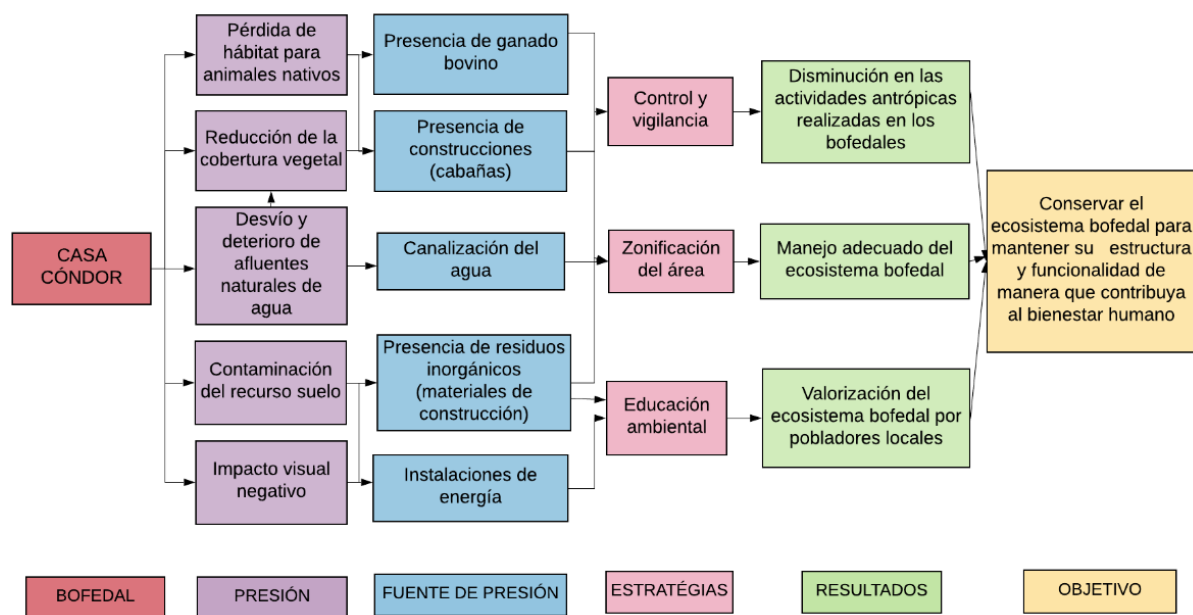 CASA
CÓNDOR
Pérdida de
hábitat para
animales nativos
Reducción de la
cobertura vegetal
Desvío y
deterioro de
afluentes
naturales de
agua
Contaminación
del recurso suelo
Impacto visual
negativo
Presencia de ganado
bovino
Presencia de
construcciones
(cabañas)
Canalización del
agua
Presencia de residuos
inorgánicos
(materiales de
construcción)
Instalaciones de
energía
Control y
vigilancia
Zonificación
del área
Educación
ambiental
Disminución en las
actividades antrópicas
realizadas en los
bofedales
Manejo adecuado del
ecosistema bofedal
Valorización del
ecosistema bofedal por
pobladores locales
Conservar el
ecosistema bofedal para
mantener su estructura
y funcionalidad de
manera que contribuya
al bienestar humano
BOFEDAL
PRESIÓN
FUENTE DE PRESIÓN
ESTRATÉGIAS
RESULTADOS
OBJETIVO